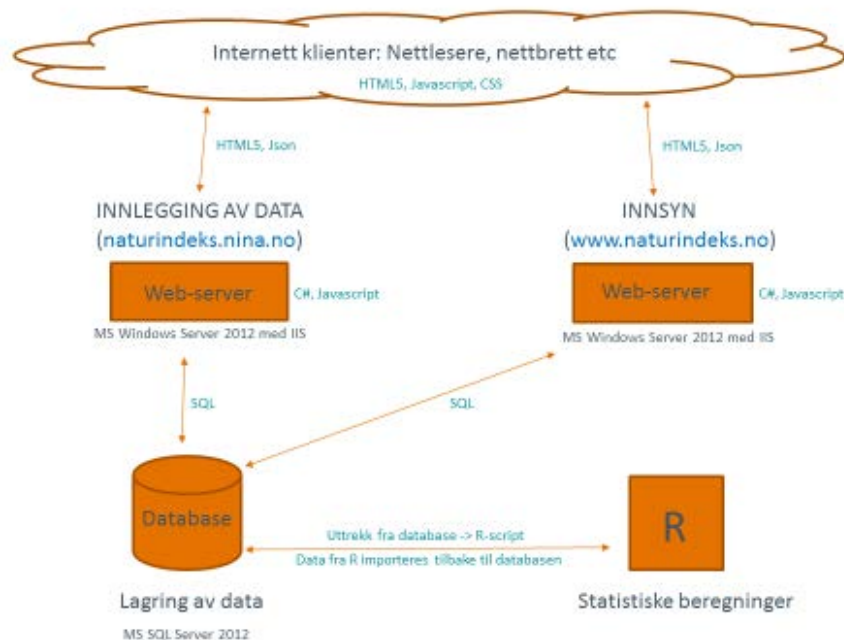 Internett klienter: Nettlesere, nettbrett etc
HTML5, Javascript, CSS
HTML5, Json
HTML5, Json
INNLEGGING AV DATA
(naturindeks.nina.no)
INNSYN
(www.naturindeks.no)
Web-server
C#, Javascript
Web-server
C#, Javascript
MS Windows Server 2012 med IIS
MS Windows Server 2012 med IIS
SQL
SQL
Database
R
Uttrekk fra database -> R-script
Data fra R importeres tilbake til databasen
Lagring av data
Statistiske beregninger
MS SQL Server 2012